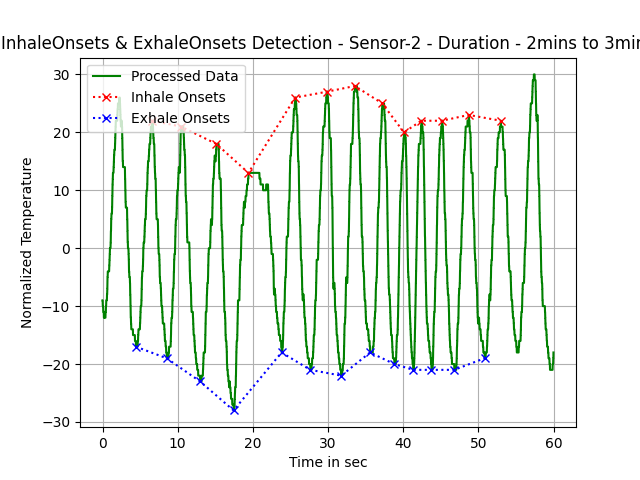 InhaleOnsets & ExhaleOnsets Detection - Sensor-2 - Duration - 2mins to 3min
Processed Data
Inhale Onsets
Exhale Onsets
30
20
10
0
−10
−20
−30
Normalized Temperature
0 10 20 30 40 50 60
Time in sec